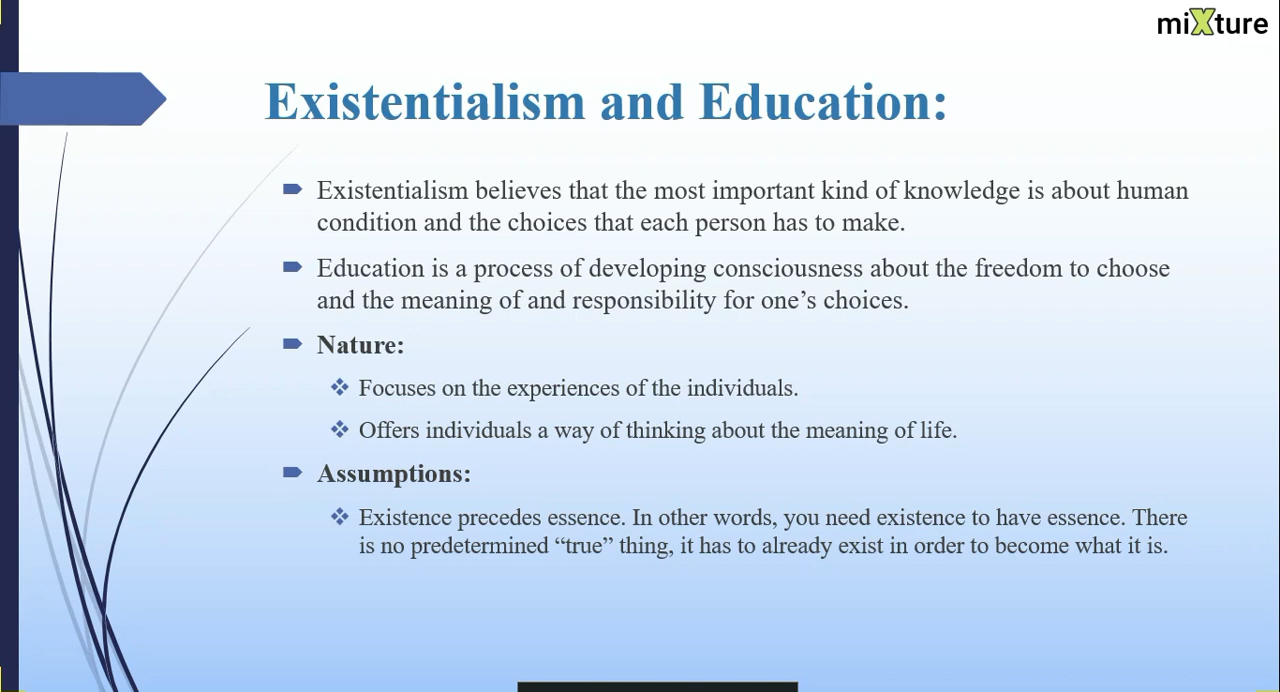 miXture
Existentialism and Education:
Existentialism believes that the most important kind of knowledge is about human
condition and the choices that each person has to make.
Education is a process of developing consciousness about the freedom to choose
and the meaning of and responsibility for one’s choices.
Nature:
Focuses on the experiences of the individuals.
Offers individuals a way of thinking about the meaning of life.
Assumptions:
Existence precedes essence. In other words, you need existence to have essence. There
is no predetermined “true” thing, it has to already exist in order to become what it is.